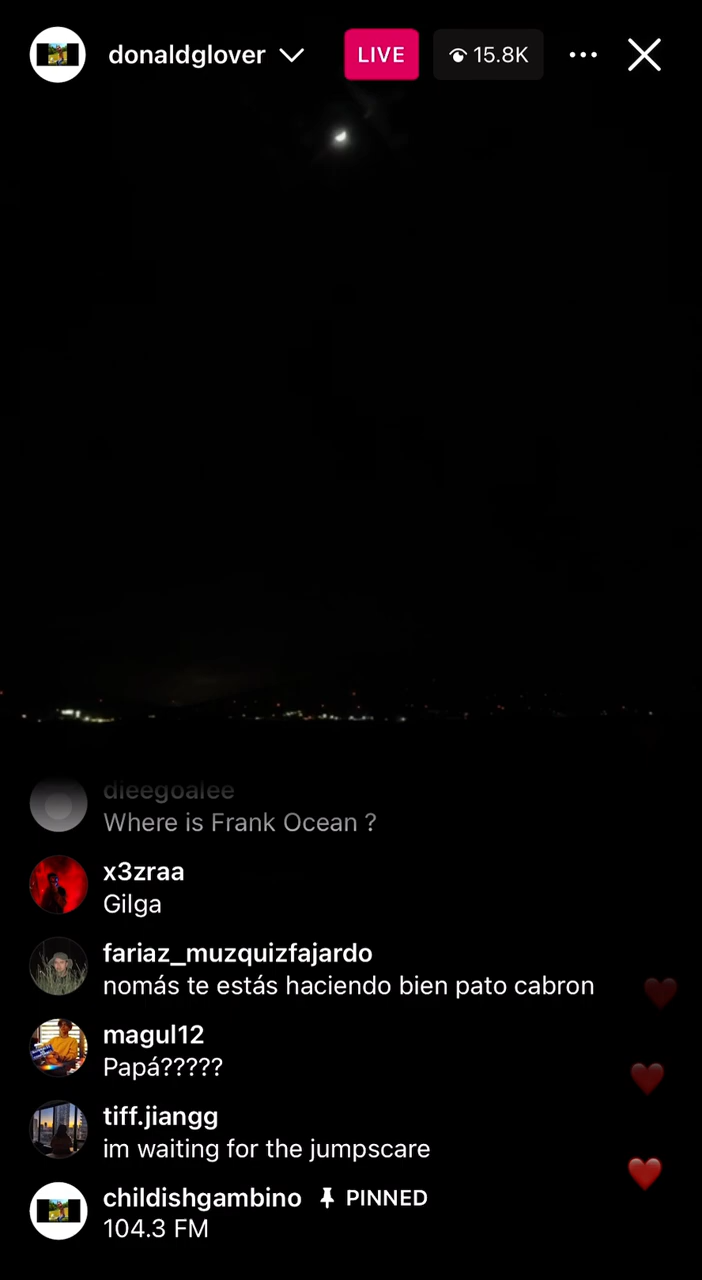 donaldglover
LIVE
15.8K
dieegoalee
Where is Frank Ocean ?
x3zraa
Gilga
fariaz_muzquizfajardo
nomás te estás haciendo bien pato cabron
magul12
Papá?????
tiff.jiangg
im waiting for the jumpscare
childishgambino PINNED
104.3 FM